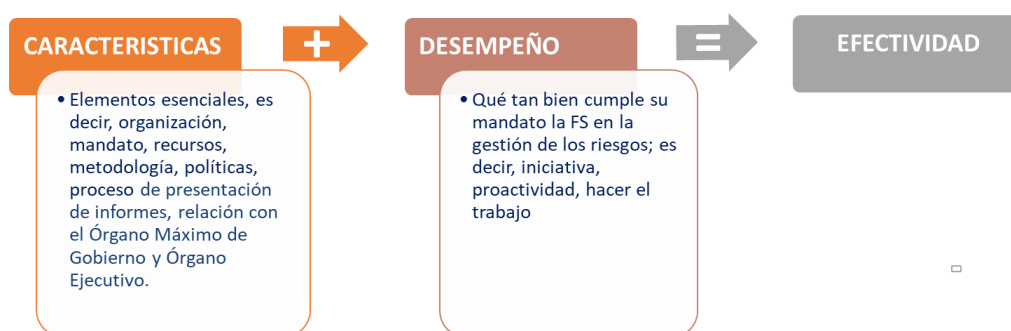 CARACTERISTICAS
+
DESEMPEÑO
=
EFECTIVIDAD
• Elementos esenciales, es
decir, organización,
mandato, recursos,
metodología, políticas,
proceso de presentación
de informes, relación con
el Órgano Máximo de
Gobierno y Órgano
Ejecutivo.
• Qué tan bien cumple su
mandato la FS en la
gestión de los riesgos; es
decir, iniciativa,
proactividad, hacer el
trabajo